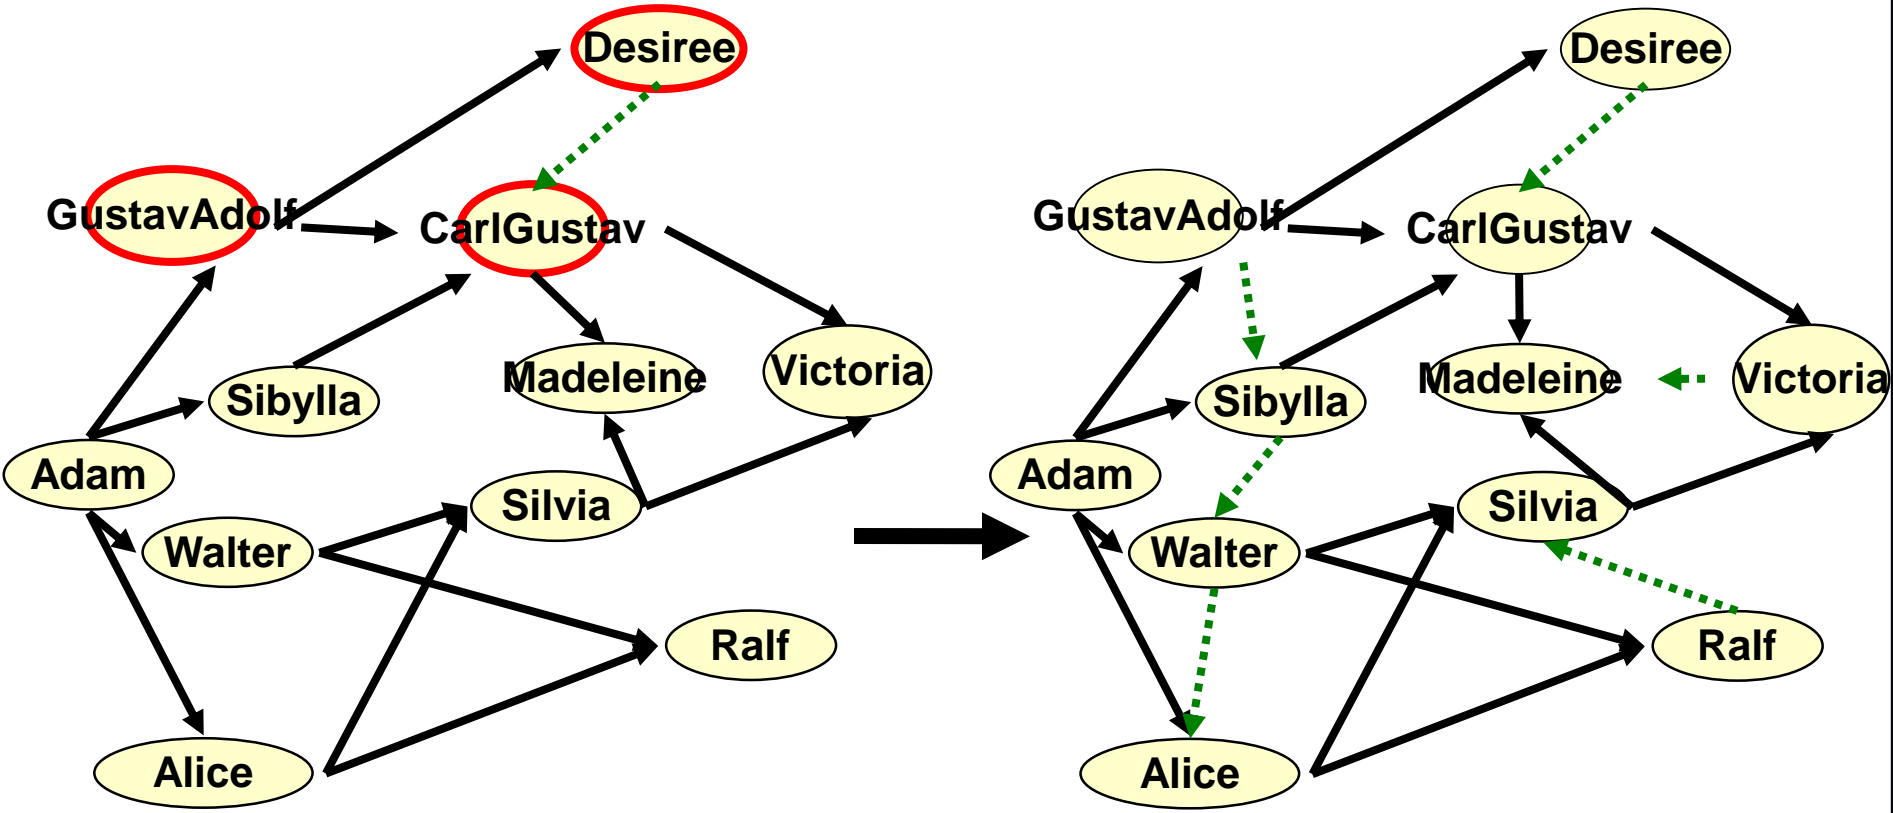 Desiree
GustavAdolf
CarlGustav
Madeleine
Victoria
Sibylla
Adam
Silvia
Walter
Ralf
Alice
Desiree
GustavAdolf
CarlGustav
Madeleine
Victoria
Sibylla
Adam
Silvia
Walter
Ralf
Alice